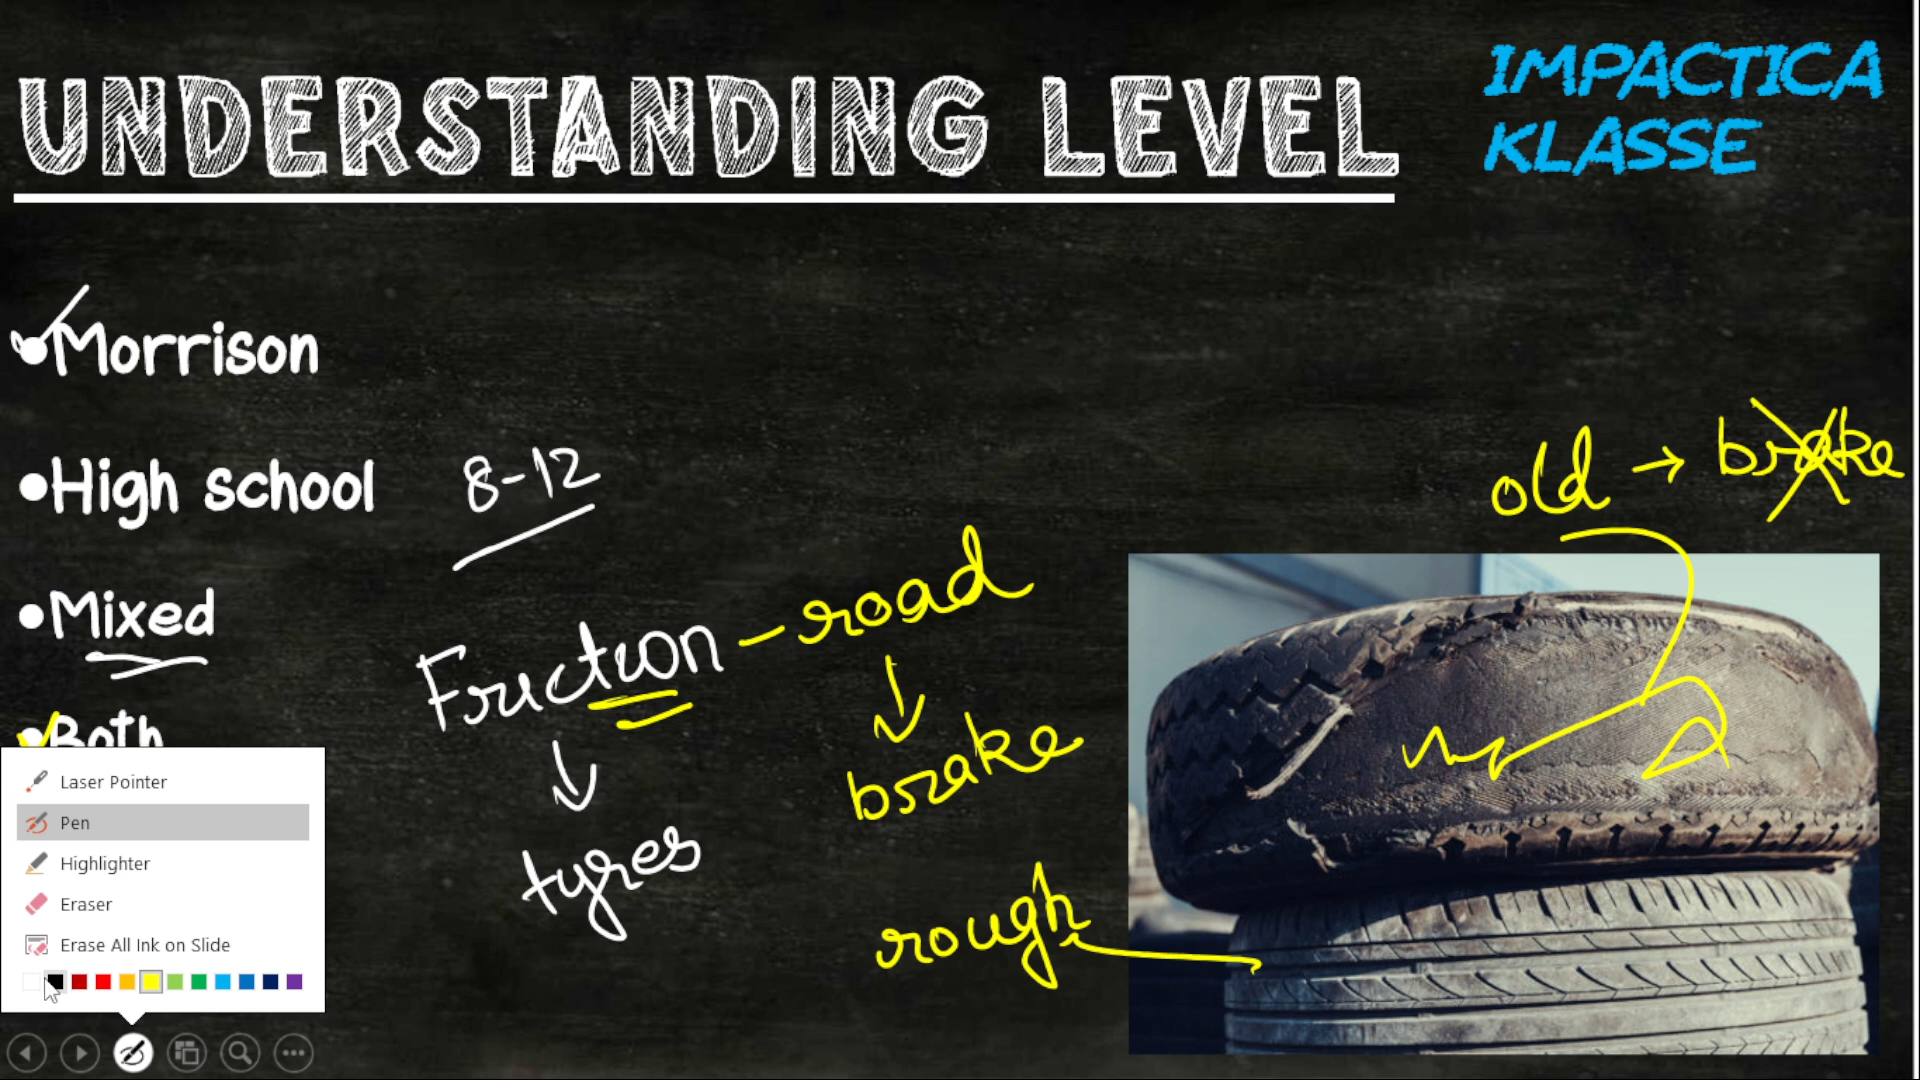 UNDERSTANDING LEVEL
IMPACTICA
KLASSE
•Morrison
•High school 8-12
•Mixed
•Both
old → brake
Friction – road
↓ ↓
tyres brake
rough
Laser Pointer
Pen
Highlighter
Eraser
Erase All Ink on Slide